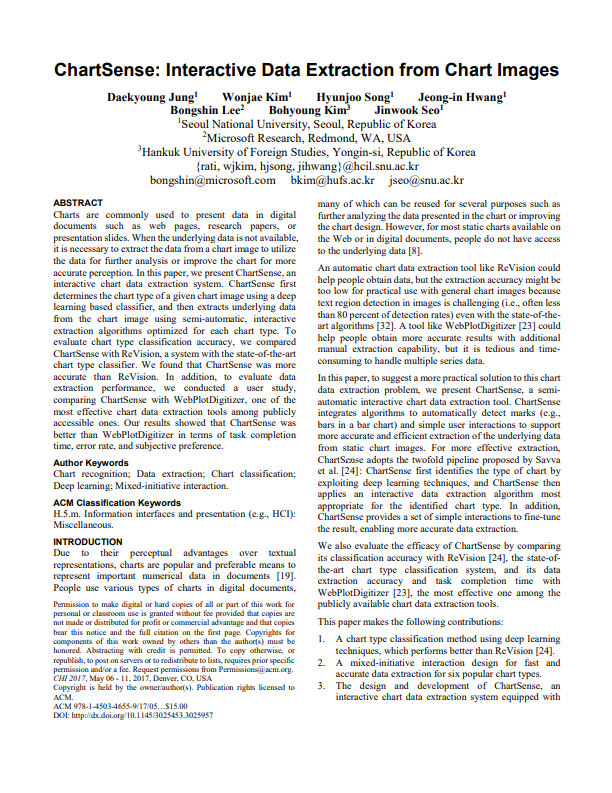 ChartSense: Interactive Data Extraction from Chart Images
Daekyoung Jung1 Wonjae Kim1 Hyunjoo Song1 Jeong-in Hwang1
Bongshin Lee2 Bohyoung Kim3 Jinwook Seo1
1Seoul National University, Seoul, Republic of Korea
2Microsoft Research, Redmond, WA, USA
3Hankuk University of Foreign Studies, Yongin-si, Republic of Korea
{rati, wjkim, hjsong, jihwang}@hcil.snu.ac.kr
bongshin@microsoft.com bkim@hufs.ac.kr jseo@snu.ac.kr
ABSTRACT
Charts are commonly used to present data in digital
documents such as web pages, research papers, or
presentation slides. When the underlying data is not available,
it is necessary to extract the data from a chart image to utilize
the data for further analysis or improve the chart for more
accurate perception. In this paper, we present ChartSense, an
interactive chart data extraction system. ChartSense first
determines the chart type of a given chart image using a deep
learning based classifier, and then extracts underlying data
from the chart image using semi-automatic, interactive
extraction algorithms optimized for each chart type. To
evaluate chart type classification accuracy, we compared
ChartSense with ReVision, a system with the state-of-the-art
chart type classifier. We found that ChartSense was more
accurate than ReVision. In addition, to evaluate data
extraction performance, we conducted a user study,
comparing ChartSense with WebPlotDigitizer, one of the
most effective chart data extraction tools among publicly
accessible ones. Our results showed that ChartSense was
better than WebPlotDigitizer in terms of task completion
time, error rate, and subjective preference.
Author Keywords
Chart recognition; Data extraction; Chart classification;
Deep learning; Mixed-initiative interaction.
ACM Classification Keywords
H.5.m. Information interfaces and presentation (e.g., HCI):
Miscellaneous.
INTRODUCTION
Due to their perceptual advantages over textual
representations, charts are popular and preferable means to
represent important numerical data in documents [19].
People use various types of charts in digital documents,
Permission to make digital or hard copies of all or part of this work for
personal or classroom use is granted without fee provided that copies are
not made or distributed for profit or commercial advantage and that copies
bear this notice and the full citation on the first page. Copyrights for
components of this work owned by others than the author(s) must be
honored. Abstracting with credit is permitted. To copy otherwise, or
republish, to post on servers or to redistribute to lists, requires prior specific
permission and/or a fee. Request permissions from Permissions@acm.org.
CHI 2017, May 06 - 11, 2017, Denver, CO, USA
Copyright is held by the owner/author(s). Publication rights licensed to
ACM.
ACM 978-1-4503-4655-9/17/05…$15.00
DOI: http://dx.doi.org/10.1145/3025453.3025957
many of which can be reused for several purposes such as
further analyzing the data presented in the chart or improving
the chart design. However, for most static charts available on
the Web or in digital documents, people do not have access
to the underlying data [8].
An automatic chart data extraction tool like ReVision could
help people obtain data, but the extraction accuracy might be
too low for practical use with general chart images because
text region detection in images is challenging (i.e., often less
than 80 percent of detection rates) even with the state-of-the-
art algorithms [32]. A tool like WebPlotDigitizer [23] could
help people obtain more accurate results with additional
manual extraction capability, but it is tedious and time-
consuming to handle multiple series data.
In this paper, to suggest a more practical solution to this chart
data extraction problem, we present ChartSense, a semi-
automatic interactive chart data extraction tool. ChartSense
integrates algorithms to automatically detect marks (e.g.,
bars in a bar chart) and simple user interactions to support
more accurate and efficient extraction of the underlying data
from static chart images. For more effective extraction,
ChartSense adopts the twofold pipeline proposed by Savva
et al. [24]: ChartSense first identifies the type of chart by
exploiting deep learning techniques, and ChartSense then
applies an interactive data extraction algorithm most
appropriate for the identified chart type. In addition,
ChartSense provides a set of simple interactions to fine-tune
the result, enabling more accurate data extraction.
We also evaluate the efficacy of ChartSense by comparing
its classification accuracy with ReVision [24], the state-of-
the-art chart type classification system, and its data
extraction accuracy and task completion time with
WebPlotDigitizer [23], the most effective one among the
publicly available chart data extraction tools.
This paper makes the following contributions:
1. A chart type classification method using deep learning
techniques, which performs better than ReVision [24].
2. A mixed-initiative interaction design for fast and
accurate data extraction for six popular chart types.
3. The design and development of ChartSense, an
interactive chart data extraction system equipped with